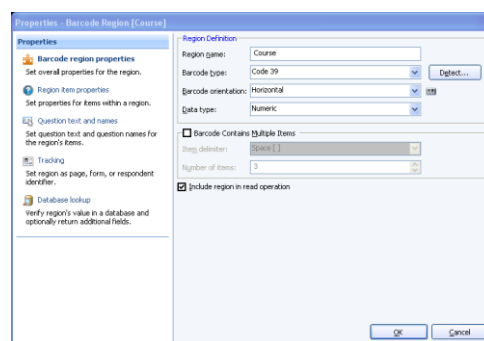 Properties - Barcode Region [Course]
Properties
Barcode region properties
Set overall properties for the region.
Region item properties
Set properties for items within a region.
Question text and names
Set question text and question names for
the region's items.
Tracking
Set region as page, form, or respondent
identifier.
Database lookup
Verify region's value in a database and
optionally return additional fields.
Region Definition
Region name: Course
Barcode type: Code 39 Detect...
Barcode orientation: Horizontal
Data type: Numeric
Barcode Contains Multiple Items
Item delimiter: Space [ ]
Number of items: 3
Include region in read operation
OK Cancel